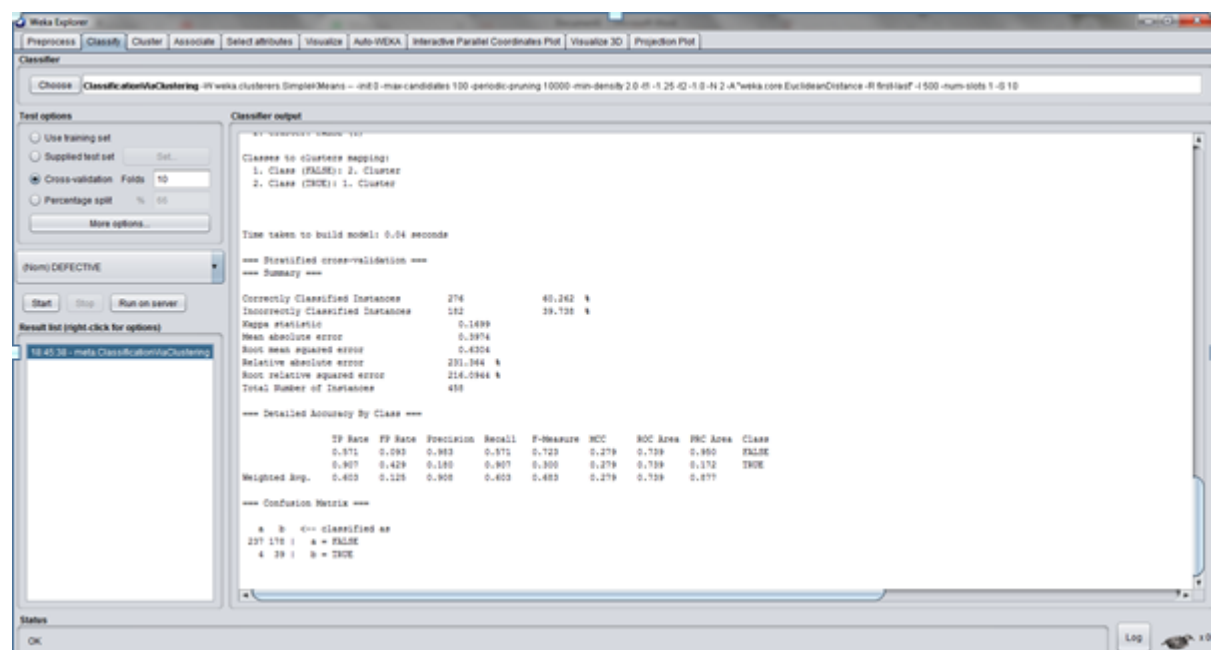 Weka Explorer
Preprocess Classify Cluster Associate Select attributes Visualize Auto-WEKA Interactive Parallel Coordinates Plot Visualize 3D Projection Plot
Classifier
Choose ClassificationViaClustering -W weka.clusterers.SimpleKMeans -- -init 0 -max-candidates 100 -periodic-pruning 10000 -min-density 2.0 -t1 -1.25 -t2 -1.0 -N 2 -A "weka.core.EuclideanDistance -R first-last" -I 500 -num-slots 1 -S 10
Test options
Use training set
Supplied test set Set...
Cross-validation Folds 10
Percentage split % 66
More options...
(Nom) DEFECTIVE
Start Stop Run on server
Result list (right-click for options)
18:45:38 - meta.ClassificationViaClustering
Classifier output
Classes to clusters mapping:
1. Class (FALSE): 2. Cluster
2. Class (TRUE): 1. Cluster
Time taken to build model: 0.04 seconds
=== Stratified cross-validation ===
=== Summary ===
Correctly Classified Instances 276 60.262 %
Incorrectly Classified Instances 182 39.738 %
Kappa statistic 0.1699
Mean absolute error 0.3974
Root mean squared error 0.6304
Relative absolute error 231.364 %
Root relative squared error 216.0944 %
Total Number of Instances 458
=== Detailed Accuracy By Class ===
TP Rate FP Rate Precision Recall F-Measure MCC ROC Area PRC Area Class
0.571 0.093 0.983 0.571 0.723 0.279 0.739 0.950 FALSE
0.907 0.429 0.180 0.907 0.300 0.279 0.739 0.172 TRUE
Weighted Avg. 0.603 0.125 0.908 0.603 0.683 0.279 0.739 0.877
=== Confusion Matrix ===
a b <-- classified as
237 178 | a = FALSE
4 39 | b = TRUE
Status
OK
Log
x 0